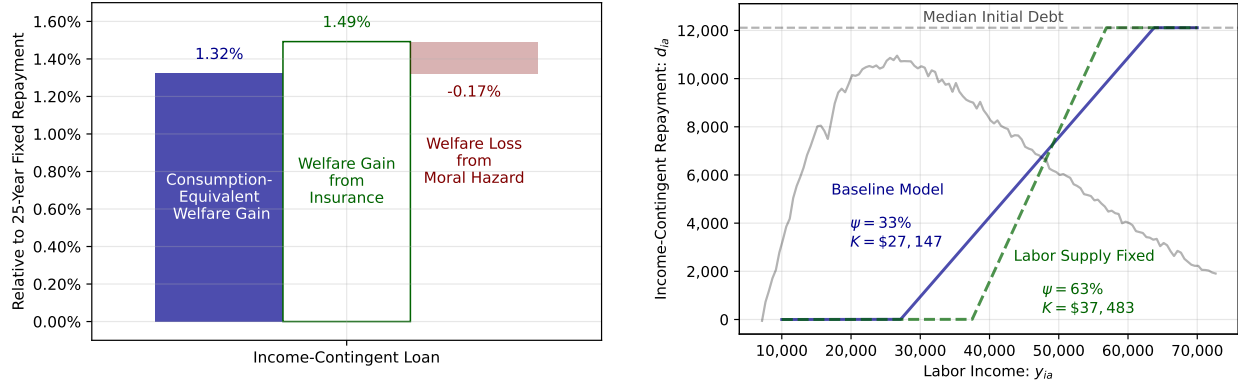 Relative to 25-Year Fixed Repayment
1.60%
1.40%
1.20%
1.00%
0.80%
0.60%
0.40%
0.20%
0.00%
1.32%
1.49%
-0.17%
Consumption-
Equivalent
Welfare Gain
Welfare Gain
from
Insurance
Welfare Loss
from
Moral Hazard
Income-Contingent Loan
Income-Contingent Repayment: $d_{ia}$
12,000
10,000
8,000
6,000
4,000
2,000
0
Median Initial Debt
Baseline Model
ψ = 33%
K = $27, 147
Labor Supply Fixed
ψ = 63%
K = $37, 483
10,000 20,000 30,000 40,000 50,000 60,000 70,000
Labor Income: $y_{ia}$